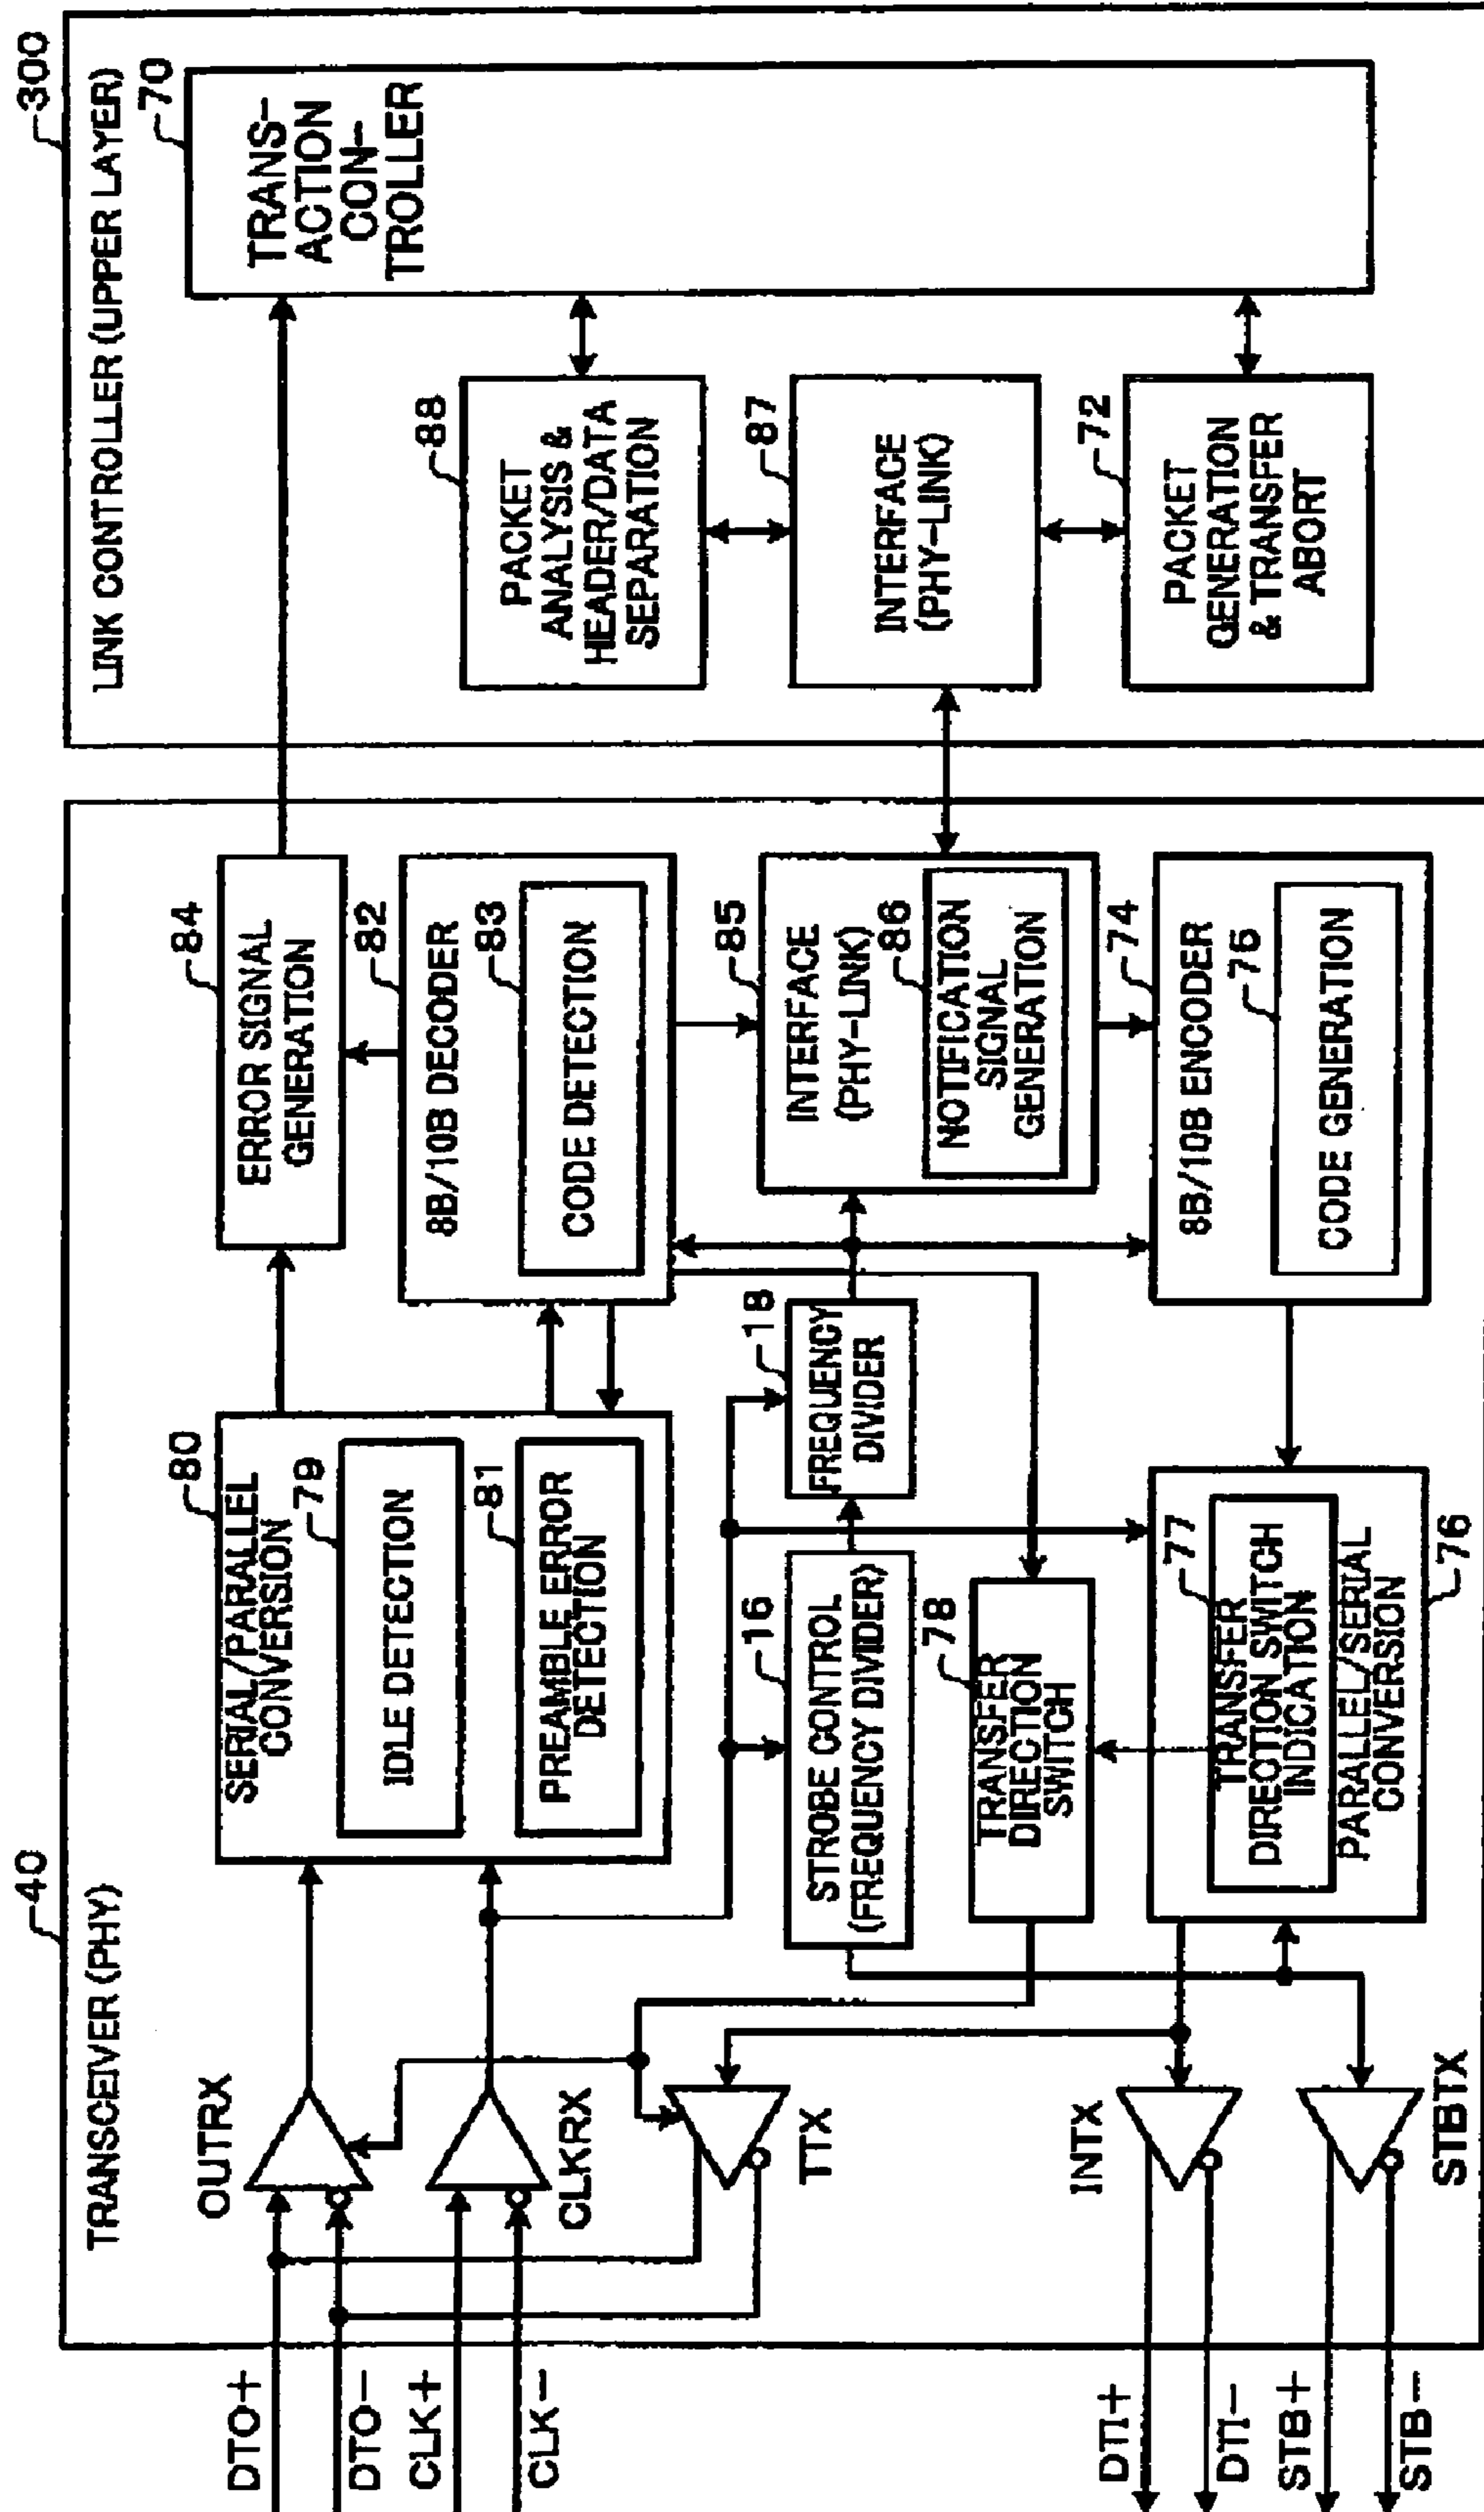 40
TRANSCEIVER (PHY)
DTO+
DTO-
CLK+
CLK-
DTI+
DTI-
STB+
STB-
OUTRX
CLKRX
TTX
INTX
STBTX
80
SERIAL/PARALLEL
CONVERSION
79
IDLE DETECTION
81
PREAMBLE ERROR
DETECTION
16
STROBE CONTROL
(FREQUENCY DIVIDER)
18
FREQUENCY
DIVIDER
78
TRANSFER
DIRECTION
SWITCH
77
TRANSFER
DIRECTION SWITCH
INDICATION
PARALLEL/SERIAL
CONVERSION
76
84
ERROR SIGNAL
GENERATION
82
8B/10B DECODER
83
CODE DETECTION
85
INTERFACE
(PHY-LINK)
86
NOTIFICATION
SIGNAL
GENERATION
74
8B/10B ENCODER
75
CODE GENERATION
300
LINK CONTROLLER (UPPER LAYER)
88
PACKET
ANALYSIS &
HEADER/DATA
SEPARATION
87
INTERFACE
(PHY-LINK)
72
PACKET
GENERATION
& TRANSFER
ABORT
70
TRANS-
ACTION
CON-
TROLLER